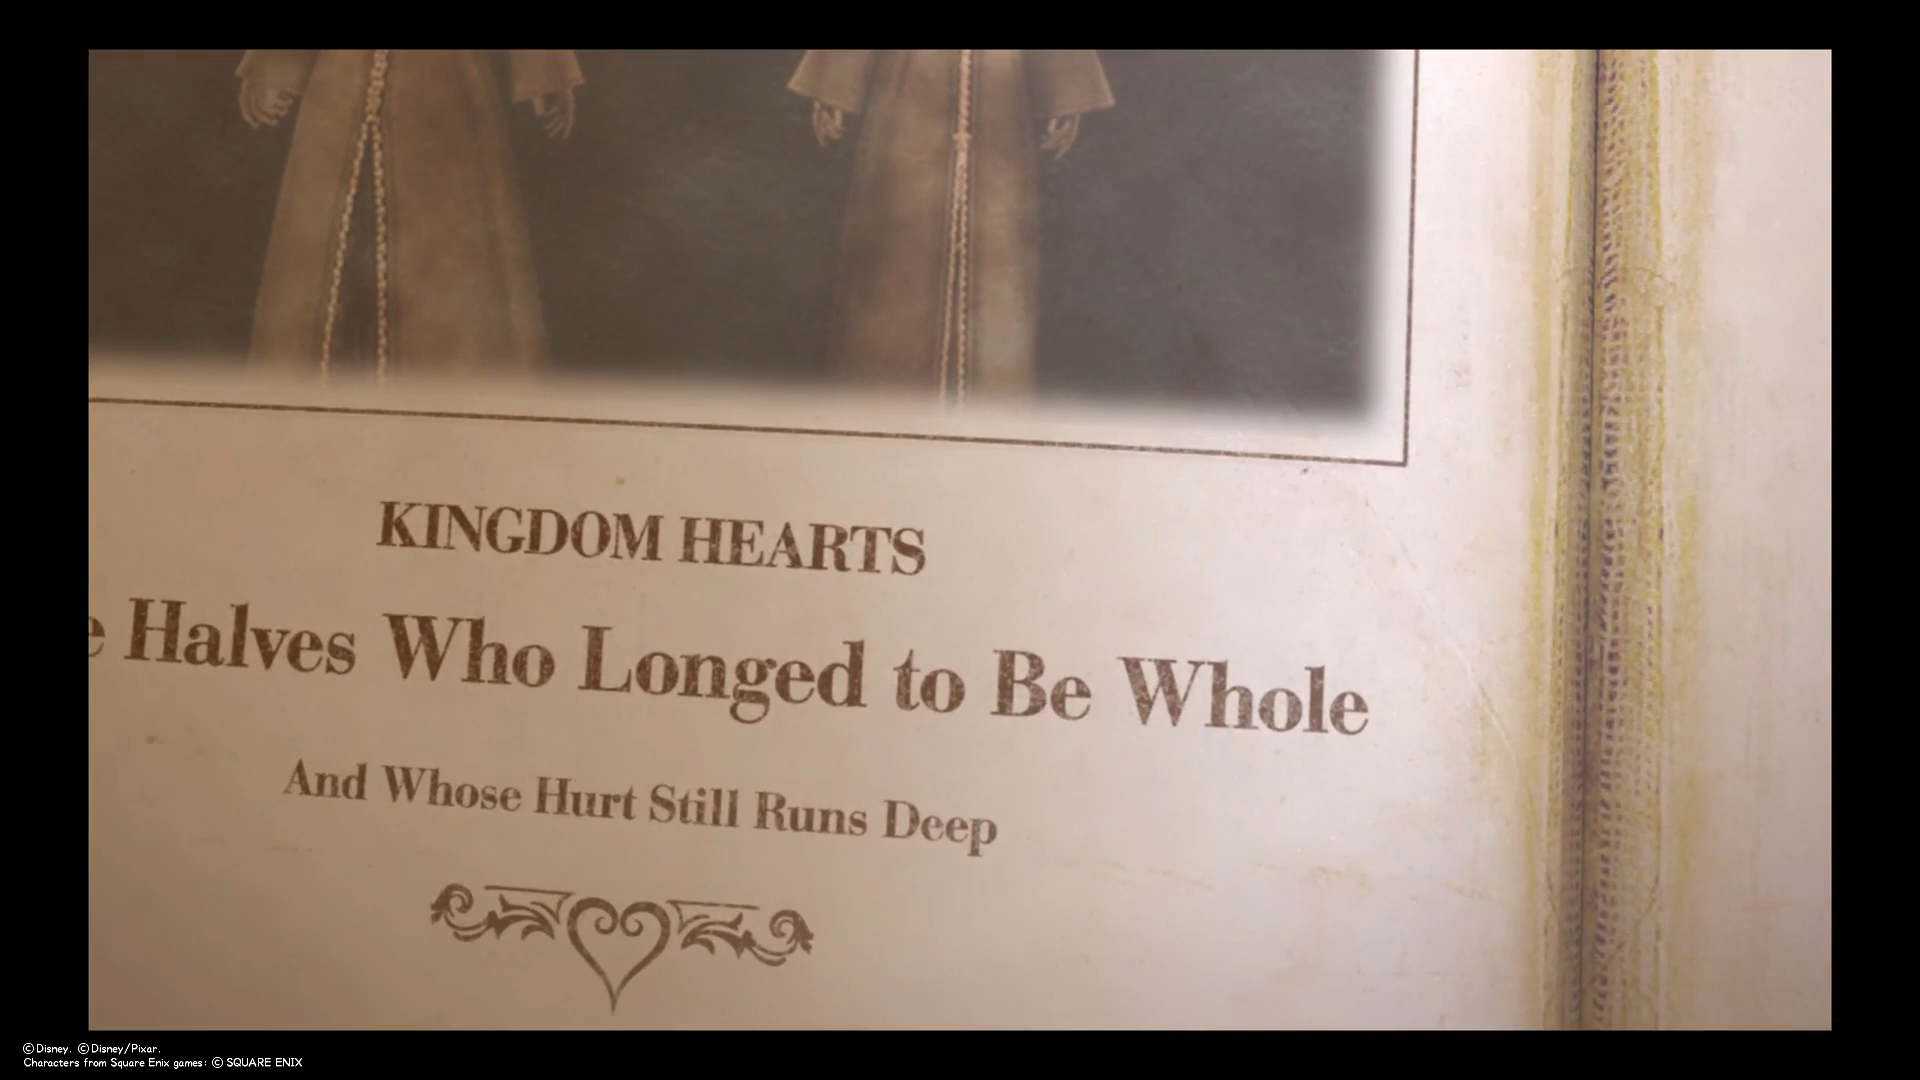 KINGDOM HEARTS
e Halves Who Longed to Be Whole
And Whose Hurt Still Runs Deep
©Disney. ©Disney/Pixar.
Characters from Square Enix games: © SQUARE ENIX